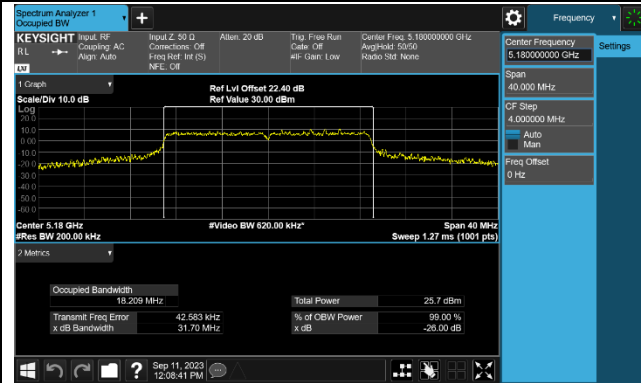 Spectrum Analyzer 1
Occupied BW
Frequency
KEYSIGHT
RL
LXI
Input: RF
Coupling: AC
Align: Auto
Input Z: 50 Ω
Corrections: Off
Freq Ref: Int (S)
NFE: Off
Atten: 20 dB
Trig: Free Run
Gate: Off
#IF Gain: Low
Center Freq: 5.180000000 GHz
Avg|Hold: 50/50
Radio Std: None
Center Frequency
5.180000000 GHz
Settings
Span
40.000 MHz
CF Step
4.000000 MHz
Auto
Man
Freq Offset
0 Hz
1 Graph
Scale/Div 10.0 dB
Ref Lvl Offset 22.40 dB
Ref Value 30.00 dBm
Log
20.0
10.0
0.00
-10.0
-20.0
-30.0
-40.0
-50.0
-60.0
Center 5.18 GHz
#Video BW 620.00 kHz*
Span 40 MHz
#Res BW 200.00 kHz
Sweep 1.27 ms (1001 pts)
2 Metrics
Occupied Bandwidth
18.209 MHz
Total Power 25.7 dBm
Transmit Freq Error 42.583 kHz
% of OBW Power 99.00 %
x dB Bandwidth 31.70 MHz
x dB -26.00 dB
?
Sep 11, 2023
12:08:41 PM